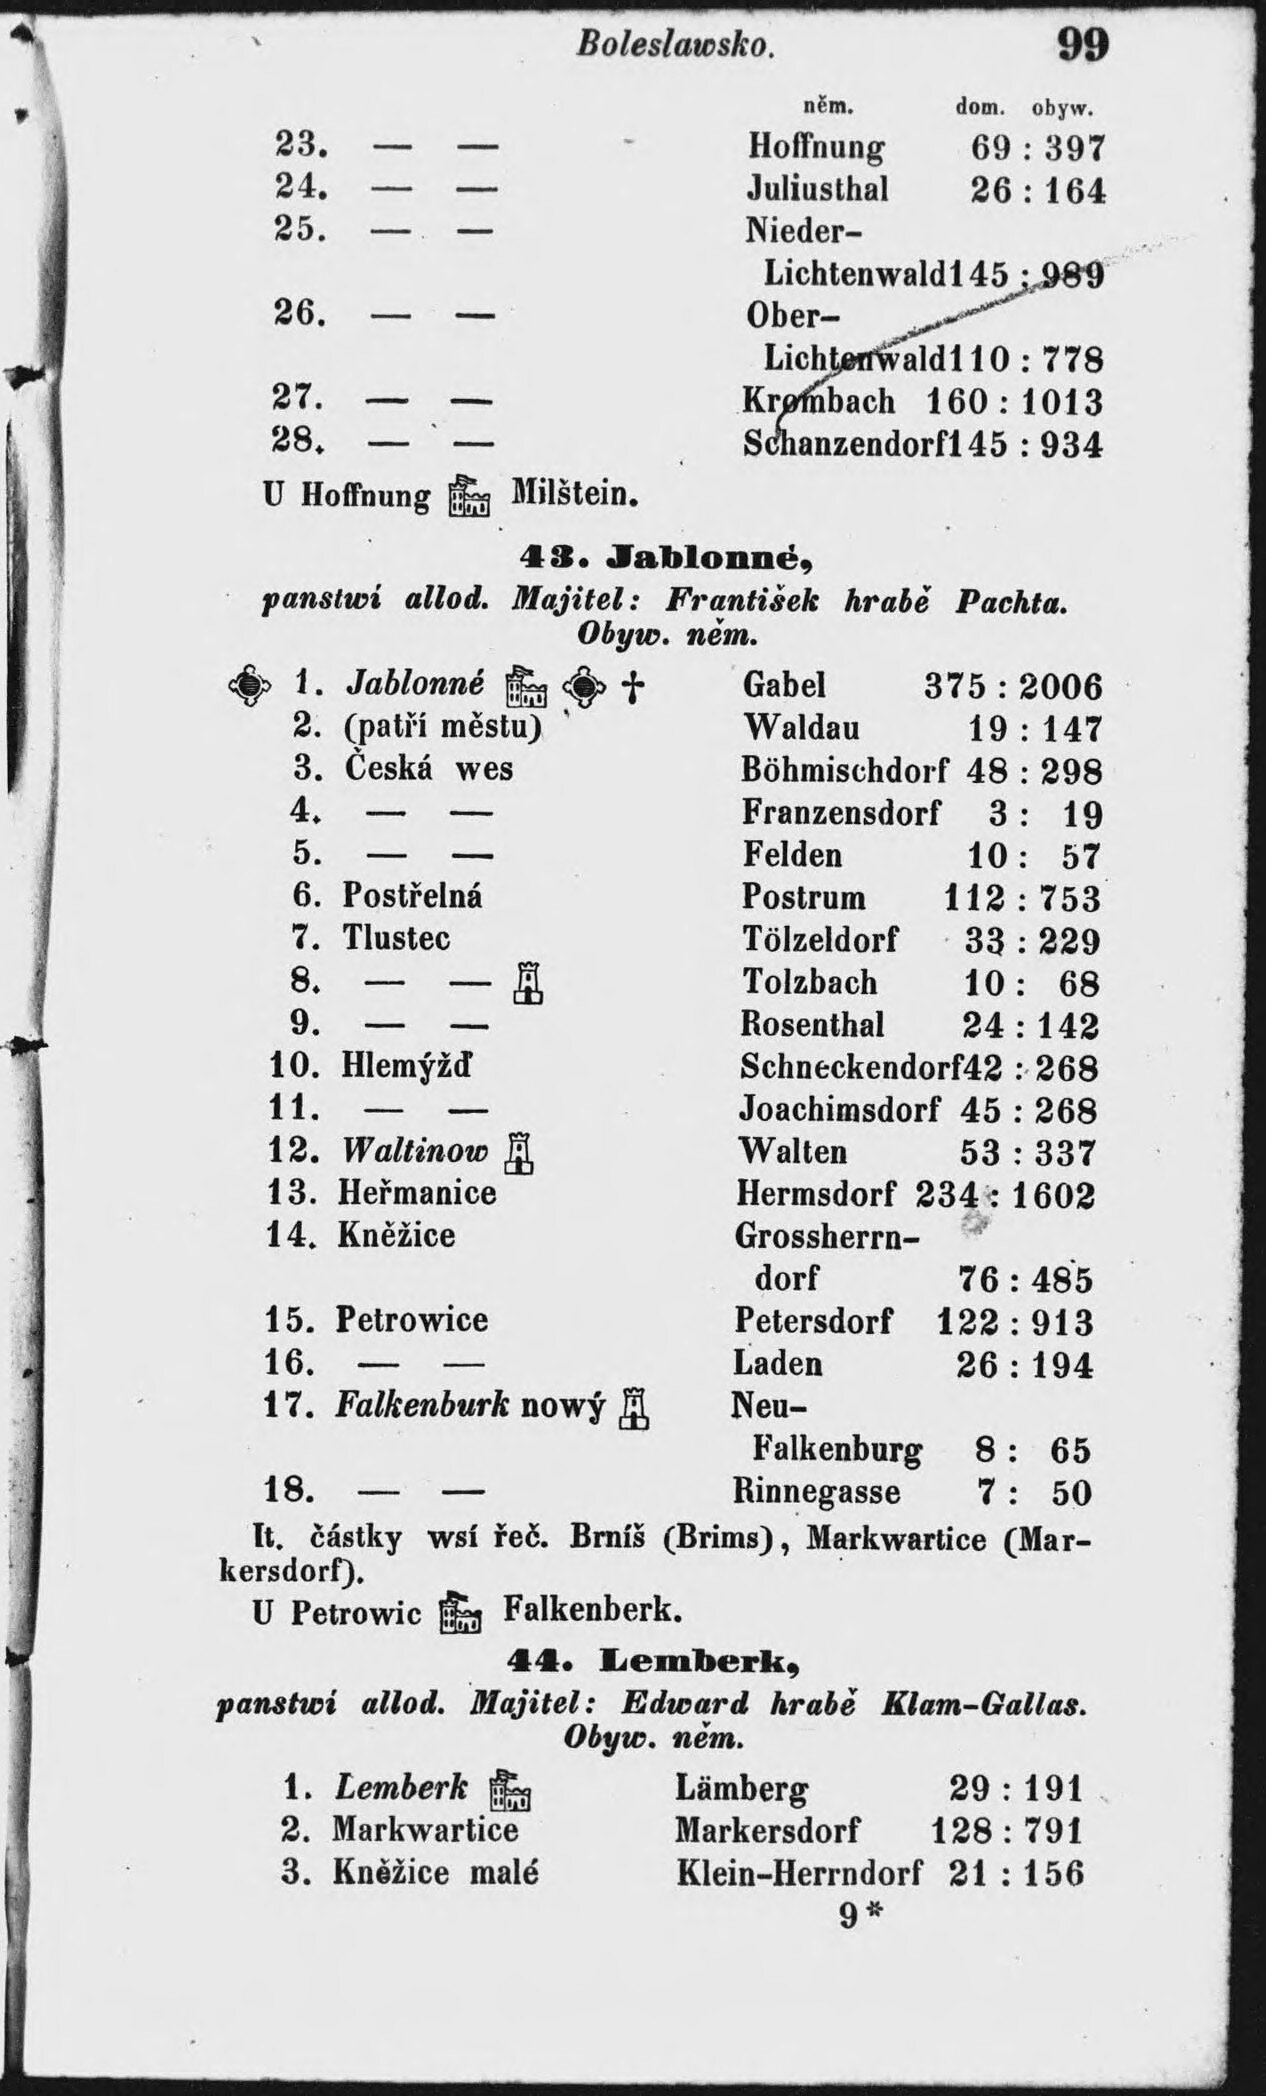 Boleslawsko. 99
něm. dom. obyw.
23. — — Hoffnung 69 : 397
24. — — Juliusthal 26 : 164
25. — — Nieder-
Lichtenwald 145 : 989
26. — — Ober-
Lichtenwald 110 : 778
27. — — Krombach 160 : 1013
28. — — Schanzendorf 145 : 934
U Hoffnung Milštein.
43. Jablonné,
panstwí allod. Majitel: František hrabě Pachta.
Obyw. něm.
1. Jablonné † Gabel 375 : 2006
2. (patří městu) Waldau 19 : 147
3. Česká wes Böhmischdorf 48 : 298
4. — — Franzensdorf 3 : 19
5. — — Felden 10 : 57
6. Postřelná Postrum 112 : 753
7. Tlustec Tölzeldorf 33 : 229
8. — — Tolzbach 10 : 68
9. — — Rosenthal 24 : 142
10. Hlemýžď Schneckendorf 42 : 268
11. — — Joachimsdorf 45 : 268
12. Waltinow Walten 53 : 337
13. Heřmanice Hermsdorf 234 : 1602
14. Kněžice Grossherrn-
dorf 76 : 485
15. Petrowice Petersdorf 122 : 913
16. — — Laden 26 : 194
17. Falkenburk nowý Neu-
Falkenburg 8 : 65
18. — — Rinnegasse 7 : 50
It. částky wsí řeč. Brníš (Brims), Markwartice (Mar-
kersdorf).
U Petrowic Falkenberk.
44. Lemberk,
panstwí allod. Majitel: Edward hrabě Klam-Gallas.
Obyw. něm.
1. Lemberk Lämberg 29 : 191
2. Markwartice Markersdorf 128 : 791
3. Kněžice malé Klein-Herrndorf 21 : 156
9*